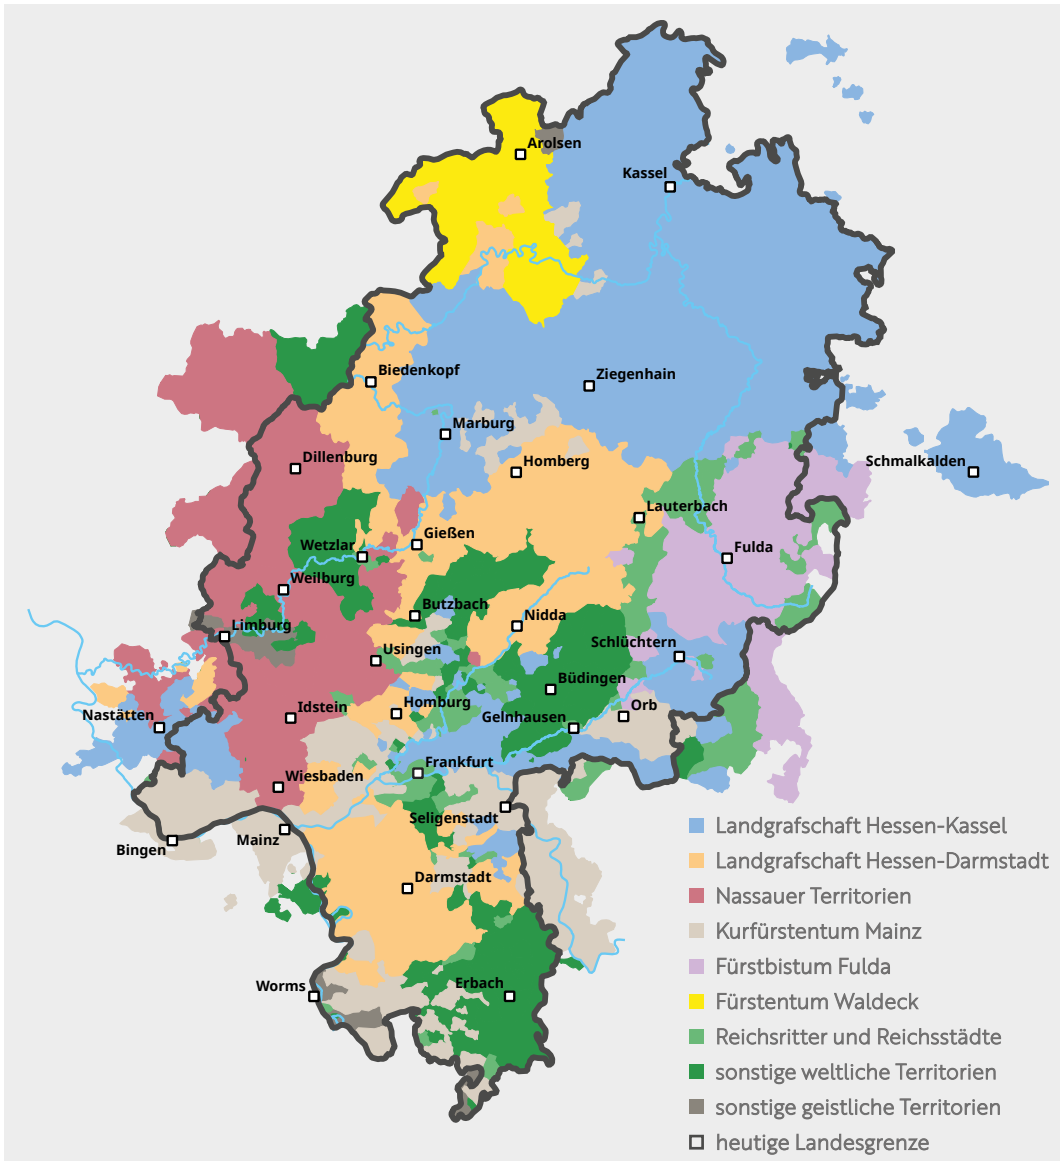 Arolsen
Kassel
Biedenkopf
Ziegenhain
Marburg
Dillenburg
Homberg
Schmalkalden
Lauterbach
Gießen
Wetzlar
Fulda
Weilburg
Butzbach
Nidda
Limburg
Usingen
Schlüchtern
Büdingen
Idstein
Homburg
Orb
Nastätten
Gelnhausen
Frankfurt
Wiesbaden
Seligenstadt
Mainz
Bingen
Darmstadt
Erbach
Worms
Landgrafschaft Hessen-Kassel
Landgrafschaft Hessen-Darmstadt
Nassauer Territorien
Kurfürstentum Mainz
Fürstbistum Fulda
Fürstentum Waldeck
Reichsritter und Reichsstädte
sonstige weltliche Territorien
sonstige geistliche Territorien
heutige Landesgrenze